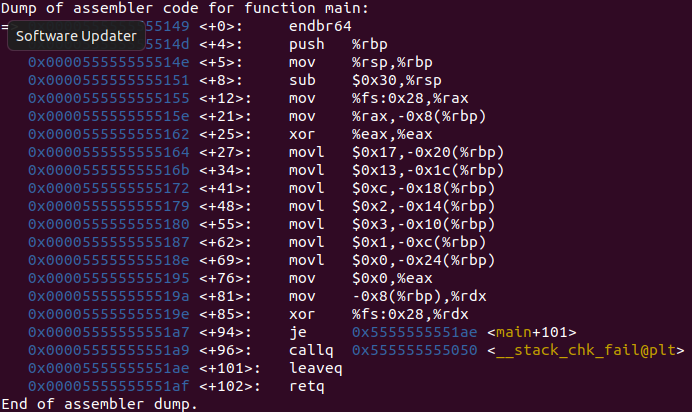 Dump of assembler code for function main:
=> 5555555149 <+0>: endbr64
Software Updater
555555514d <+4>: push %rbp
0x000055555555514e <+5>: mov %rsp,%rbp
0x0000555555555151 <+8>: sub $0x30,%rsp
0x0000555555555155 <+12>: mov %fs:0x28,%rax
0x000055555555515e <+21>: mov %rax,-0x8(%rbp)
0x0000555555555162 <+25>: xor %eax,%eax
0x0000555555555164 <+27>: movl $0x17,-0x20(%rbp)
0x000055555555516b <+34>: movl $0x13,-0x1c(%rbp)
0x0000555555555172 <+41>: movl $0xc,-0x18(%rbp)
0x0000555555555179 <+48>: movl $0x2,-0x14(%rbp)
0x0000555555555180 <+55>: movl $0x3,-0x10(%rbp)
0x0000555555555187 <+62>: movl $0x1,-0xc(%rbp)
0x000055555555518e <+69>: movl $0x0,-0x24(%rbp)
0x0000555555555195 <+76>: mov $0x0,%eax
0x000055555555519a <+81>: mov -0x8(%rbp),%rdx
0x000055555555519e <+85>: xor %fs:0x28,%rdx
0x00005555555551a7 <+94>: je 0x5555555551ae <main+101>
0x00005555555551a9 <+96>: callq 0x555555555050 <__stack_chk_fail@plt>
0x00005555555551ae <+101>: leaveq
0x00005555555551af <+102>: retq
End of assembler dump.